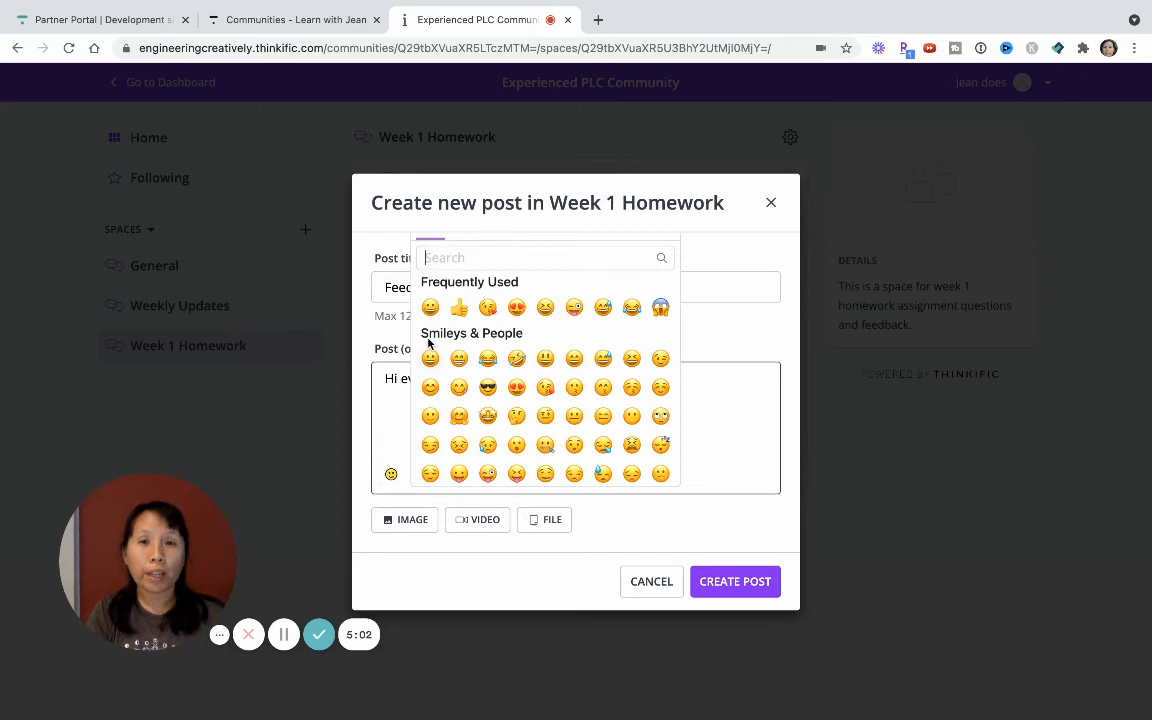 Partner Portal | Development s
Communities - Learn with Jean
Experienced PLC Commun
engineeringcreatively.thinkific.com/communities/Q29tbXVuaXR5LTczMTM=/spaces/Q29tbXVuaXR5U3BhY2UtMjI0MjY=/
Go to Dashboard
Experienced PLC Community
Jean does
Home
Following
SPACES
General
Weekly Updates
Week 1 Homework
Week 1 Homework
Create new post in Week 1 Homework
Post tit
Search
Feed
Max 12
Frequently Used
Smileys & People
Post (o
Hi ev
IMAGE
VIDEO
FILE
CANCEL
CREATE POST
DETAILS
This is a space for week 1
homework assignment questions
and feedback.
POWERED BY THINKIFIC
5:02